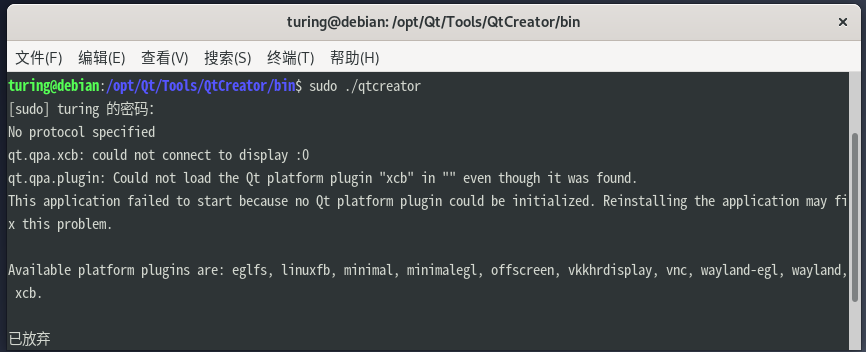 turing@debian: /opt/Qt/Tools/QtCreator/bin
文件(F) 编辑(E) 查看(V) 搜索(S) 终端(T) 帮助(H)
turing@debian:/opt/Qt/Tools/QtCreator/bin$ sudo ./qtcreator
[sudo] turing 的密码：
No protocol specified
qt.qpa.xcb: could not connect to display :0
qt.qpa.plugin: Could not load the Qt platform plugin "xcb" in "" even though it was found.
This application failed to start because no Qt platform plugin could be initialized. Reinstalling the application may fi
x this problem.
Available platform plugins are: eglfs, linuxfb, minimal, minimalegl, offscreen, vkkhrdisplay, vnc, wayland-egl, wayland,
xcb.
已放弃